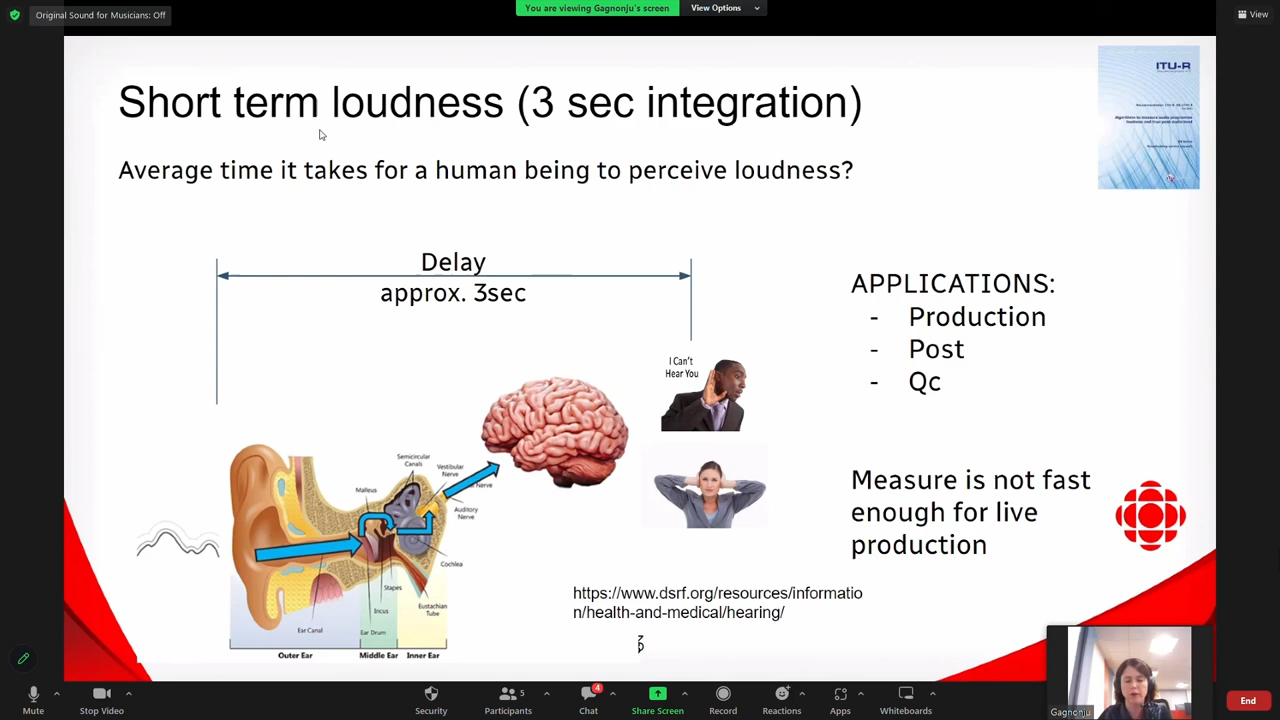 Original Sound for Musicians: Off
You are viewing Gagnonju's screen
View Options
View
Short term loudness (3 sec integration)
ITU-R
Average time it takes for a human being to perceive loudness?
Delay
approx. 3sec
APPLICATIONS:
- Production
- Post
- Qc
I Can't
Hear You
Semicircular
Canals
Vestibular
Nerve
Nerve
Malleus
Auditory
Nerve
Cochlea
Stapes
Incus
Eustachian
Tube
Ear Canal
Ear Drum
Outer Ear
Middle Ear
Inner Ear
Measure is not fast
enough for live
production
https://www.dsrf.org/resources/informatio
n/health-and-medical/hearing/
Gagnonju
Mute
Stop Video
Security
Participants
5
Chat
4
Share Screen
Record
Reactions
Apps
Whiteboards
End